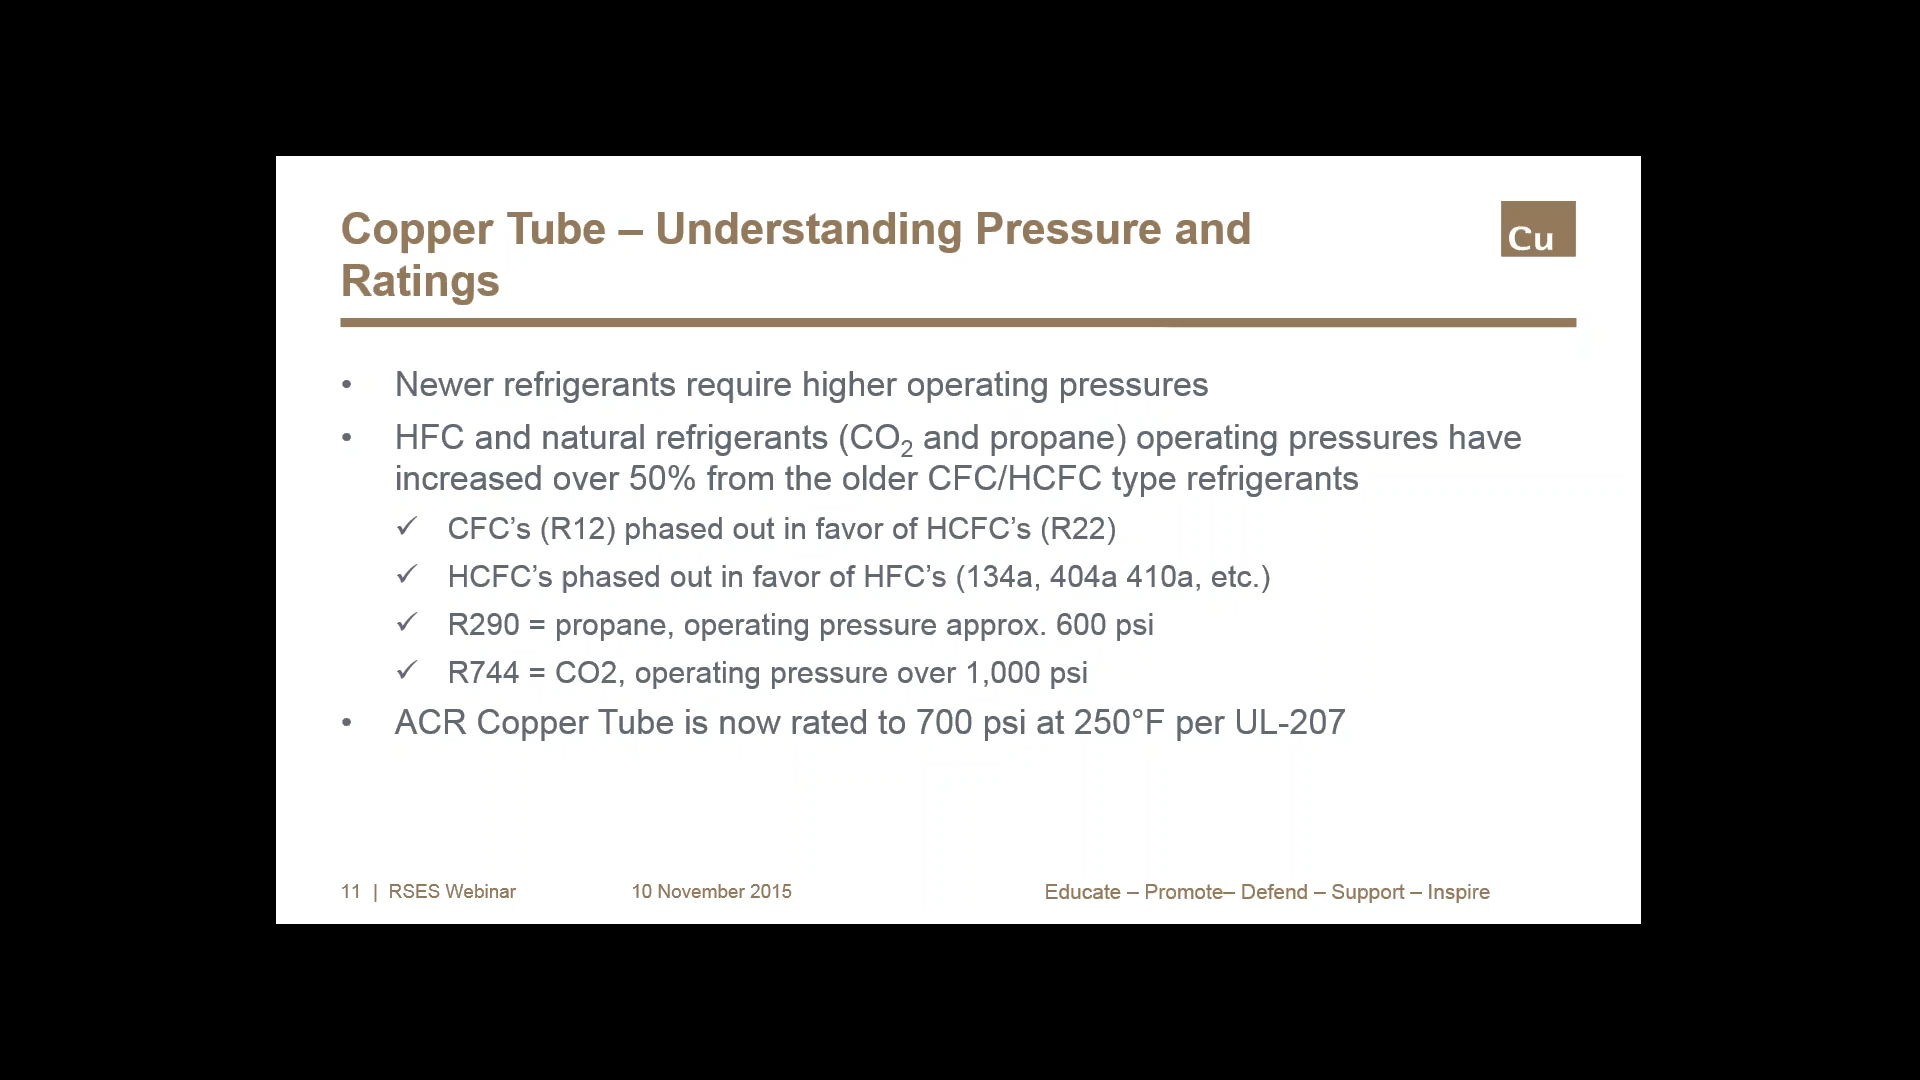 Copper Tube – Understanding Pressure and
Ratings
Cu
• Newer refrigerants require higher operating pressures
• HFC and natural refrigerants (CO₂ and propane) operating pressures have
increased over 50% from the older CFC/HCFC type refrigerants
✓ CFC’s (R12) phased out in favor of HCFC’s (R22)
✓ HCFC’s phased out in favor of HFC’s (134a, 404a 410a, etc.)
✓ R290 = propane, operating pressure approx. 600 psi
✓ R744 = CO2, operating pressure over 1,000 psi
• ACR Copper Tube is now rated to 700 psi at 250°F per UL-207
11 | RSES Webinar 10 November 2015 Educate – Promote– Defend – Support – Inspire